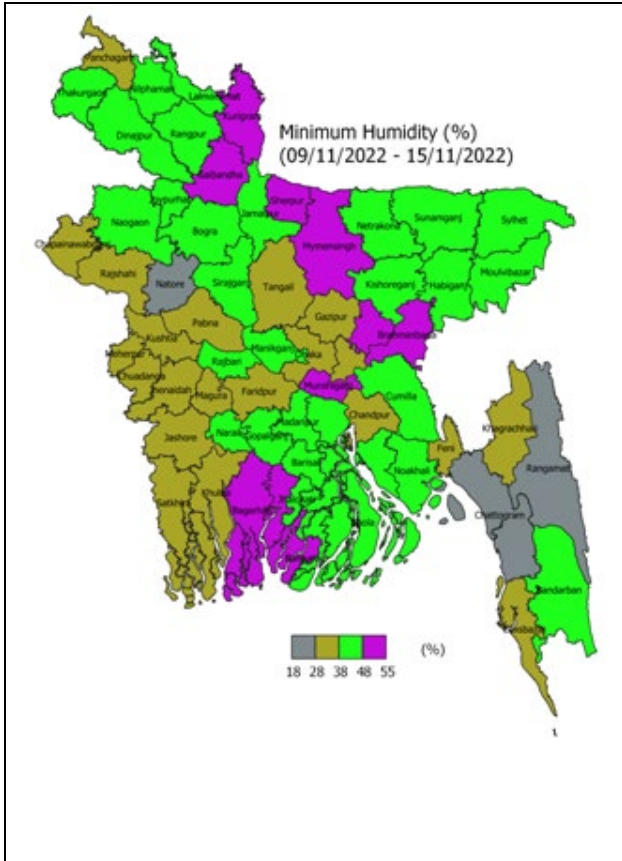 Panchagarh
Thakurgaon
Nilphamari
Lalmonirhat
Kurigram
Dinajpur
Rangpur
Minimum Humidity (%)
(09/11/2022 - 15/11/2022)
Gaibandha
Joypurhat
Sherpur
Naogaon
Jamalpur
Bogra
Mymensingh
Netrakona
Sunamganj
Sylhet
Chapainawabganj
Rajshahi
Natore
Sirajganj
Tangail
Kishoreganj
Habiganj
Moulvibazar
Pabna
Gazipur
Kushtia
Brahmanbaria
Meherpur
Rajbari
Manikganj
Dhaka
Chuadanga
Jhenaidah
Magura
Faridpur
Munshiganj
Cumilla
Chandpur
Jashore
Narail
Gopalganj
Madaripur
Khagrachhari
Feni
Noakhali
Rangamati
Barisal
Satkhira
Khulna
Bagerhat
Bhola
Chattogram
Bandarban
(%)
18 28 38 48 55